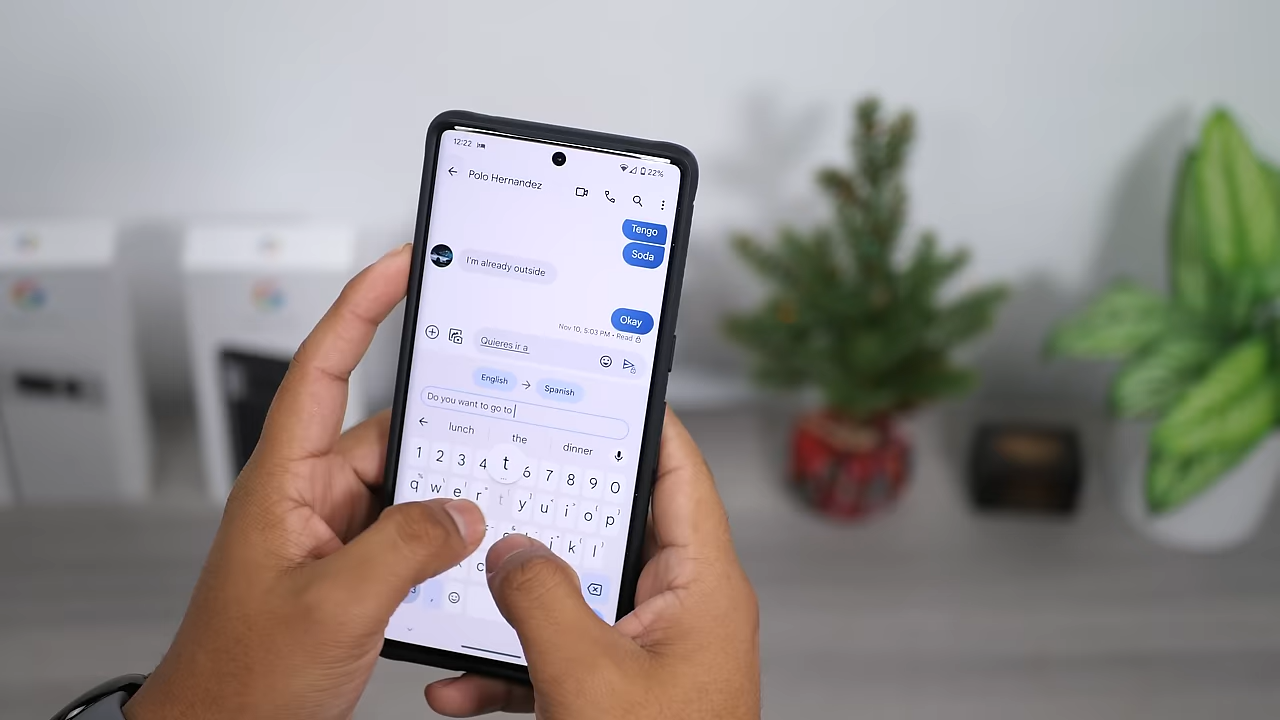 12:22 22%
Polo Hernandez
Tengo
Soda
I'm already outside
Okay
Nov 10, 5:03 PM • Read
Quieres ir a
English → Spanish
Do you want to go to
lunch the dinner
1 2 3 4 t 6 7 8 9 0
q w e r t y u i o p
j k l
c